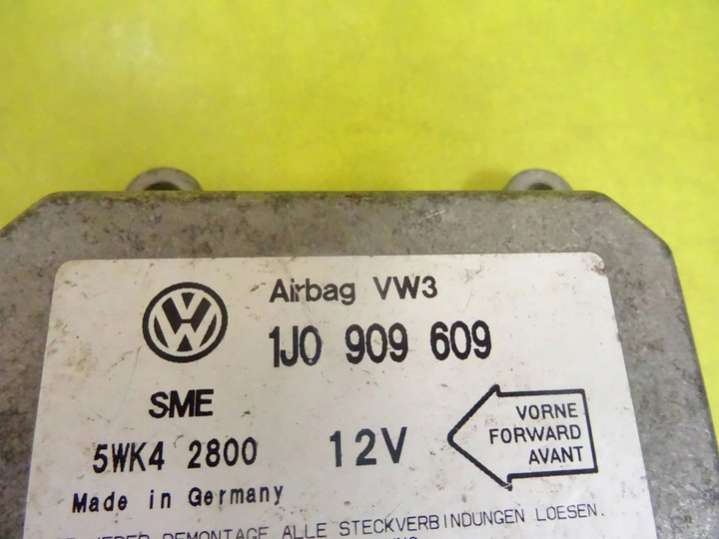 Airbag VW3
1J0 909 609
SME
5WK4 2800
12V
VORNE
FORWARD
AVANT
Made in Germany
JEDER DEMONTAGE ALLE STECKVERBINDUNGEN LOESEN.